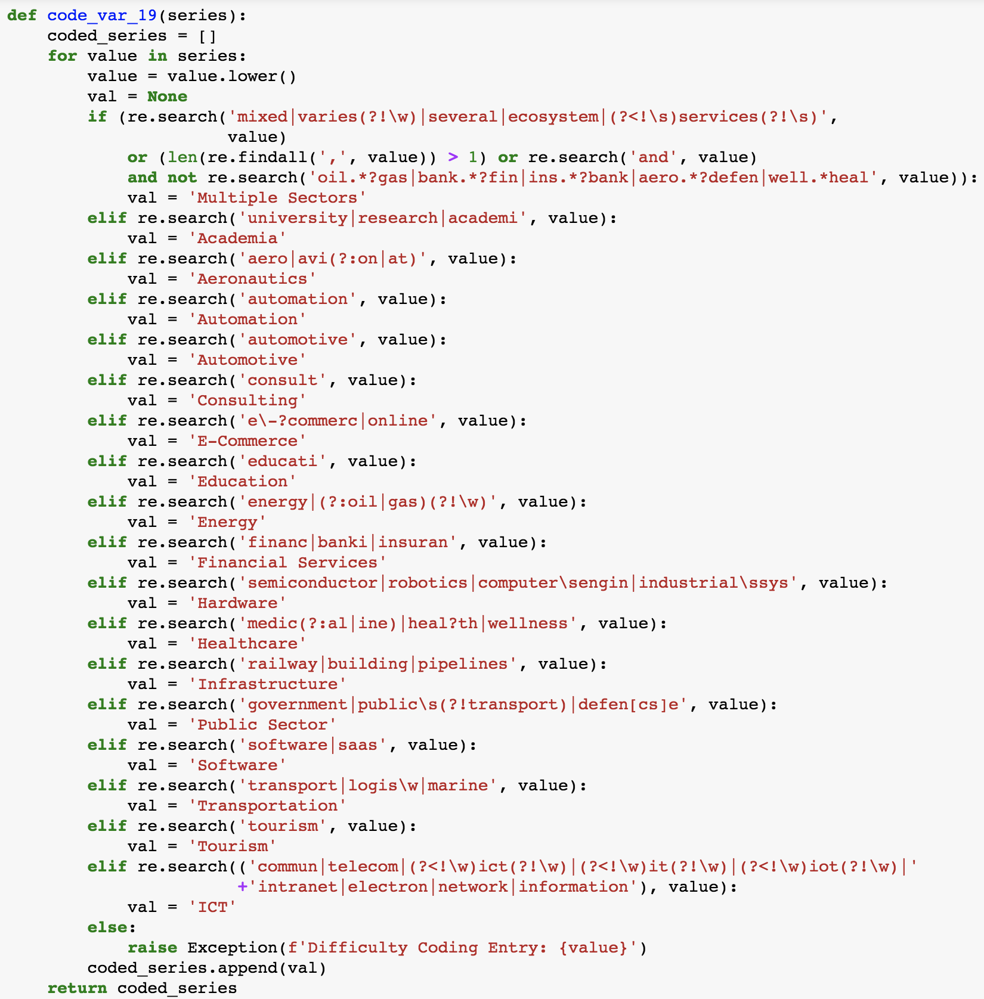 def code_var_19(series):
    coded_series = []
    for value in series:
        value = value.lower()
        val = None
        if (re.search('mixed|varies(?!\w)|several|ecosystem|(?<!\s)services(?!\s)',
                      value)
            or (len(re.findall(',', value)) > 1) or re.search('and', value)
            and not re.search('oil.*?gas|bank.*?fin|ins.*?bank|aero.*?defen|well.*heal', value)):
            val = 'Multiple Sectors'
        elif re.search('university|research|academi', value):
            val = 'Academia'
        elif re.search('aero|avi(?:on|at)', value):
            val = 'Aeronautics'
        elif re.search('automation', value):
            val = 'Automation'
        elif re.search('automotive', value):
            val = 'Automotive'
        elif re.search('consult', value):
            val = 'Consulting'
        elif re.search('e\-?commerc|online', value):
            val = 'E-Commerce'
        elif re.search('educati', value):
            val = 'Education'
        elif re.search('energy|(?:oil|gas)(?!\w)', value):
            val = 'Energy'
        elif re.search('financ|banki|insuran', value):
            val = 'Financial Services'
        elif re.search('semiconductor|robotics|computer\sengin|industrial\ssys', value):
            val = 'Hardware'
        elif re.search('medic(?:al|ine)|heal?th|wellness', value):
            val = 'Healthcare'
        elif re.search('railway|building|pipelines', value):
            val = 'Infrastructure'
        elif re.search('government|public\s(?!transport)|defen[cs]e', value):
            val = 'Public Sector'
        elif re.search('software|saas', value):
            val = 'Software'
        elif re.search('transport|logis\w|marine', value):
            val = 'Transportation'
        elif re.search('tourism', value):
            val = 'Tourism'
        elif re.search(('commun|telecom|(?<!\w)ict(?!\w)|(?<!\w)it(?!\w)|(?<!\w)iot(?!\w)|'
                       +'intranet|electron|network|information'), value):
            val = 'ICT'
        else:
            raise Exception(f'Difficulty Coding Entry: {value}')
        coded_series.append(val)
    return coded_series